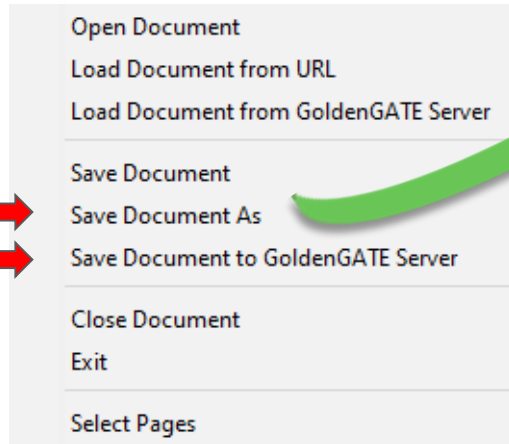 Open Document
Load Document from URL
Load Document from GoldenGATE Server
Save Document
Save Document As
Save Document to GoldenGATE Server
Close Document
Exit
Select Pages